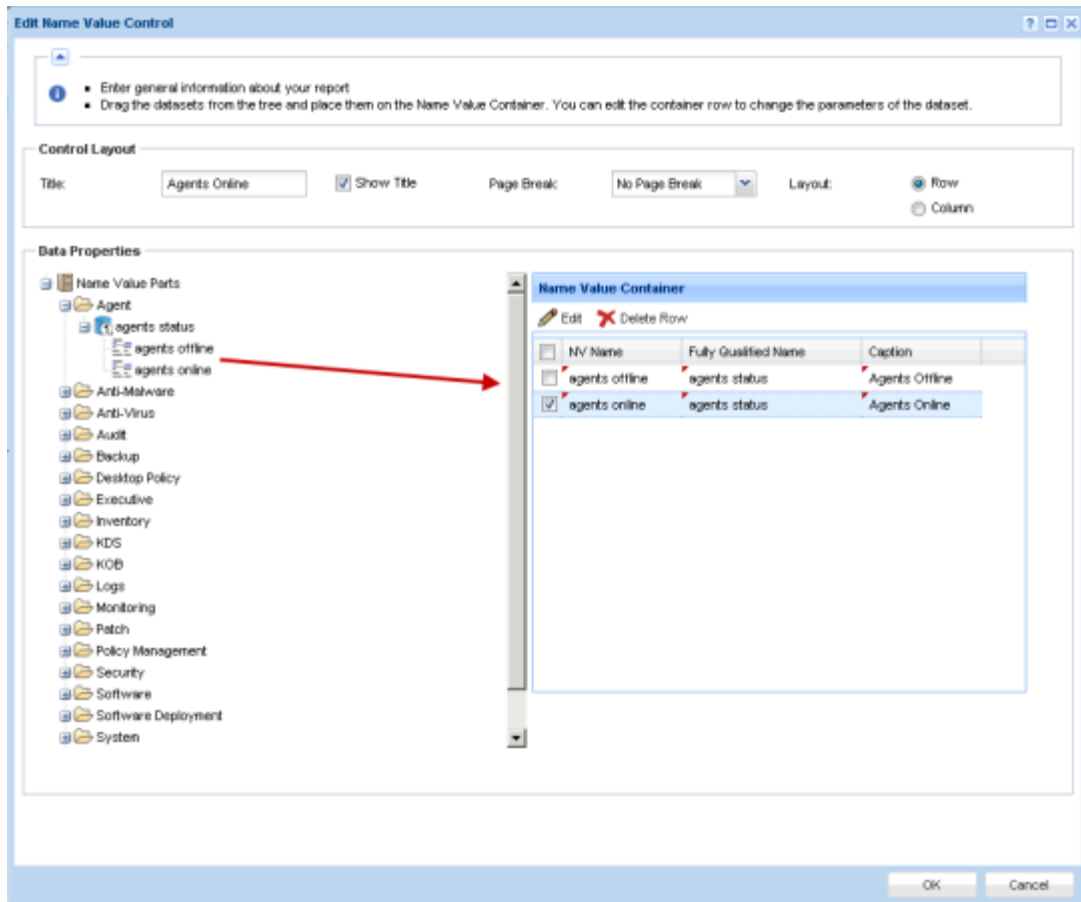 Edit Name Value Control
Enter general information about your report
Drag the datasets from the tree and place them on the Name Value Container. You can edit the container row to change the parameters of the dataset.
Control Layout
Title: Agents Online Show Title Page Break: No Page Break Layout: Row
Column
Data Properties
Name Value Parts
Agent
agents status
agents offline
agents online
Anti-Malware
Anti-Virus
Audit
Backup
Desktop Policy
Executive
Inventory
KDS
KOB
Logs
Monitoring
Patch
Policy Management
Security
Software
Software Deployment
System
Name Value Container
Edit Delete Row
NV Name Fully Qualified Name Caption
agents offline agents status Agents Offline
agents online agents status Agents Online
OK Cancel